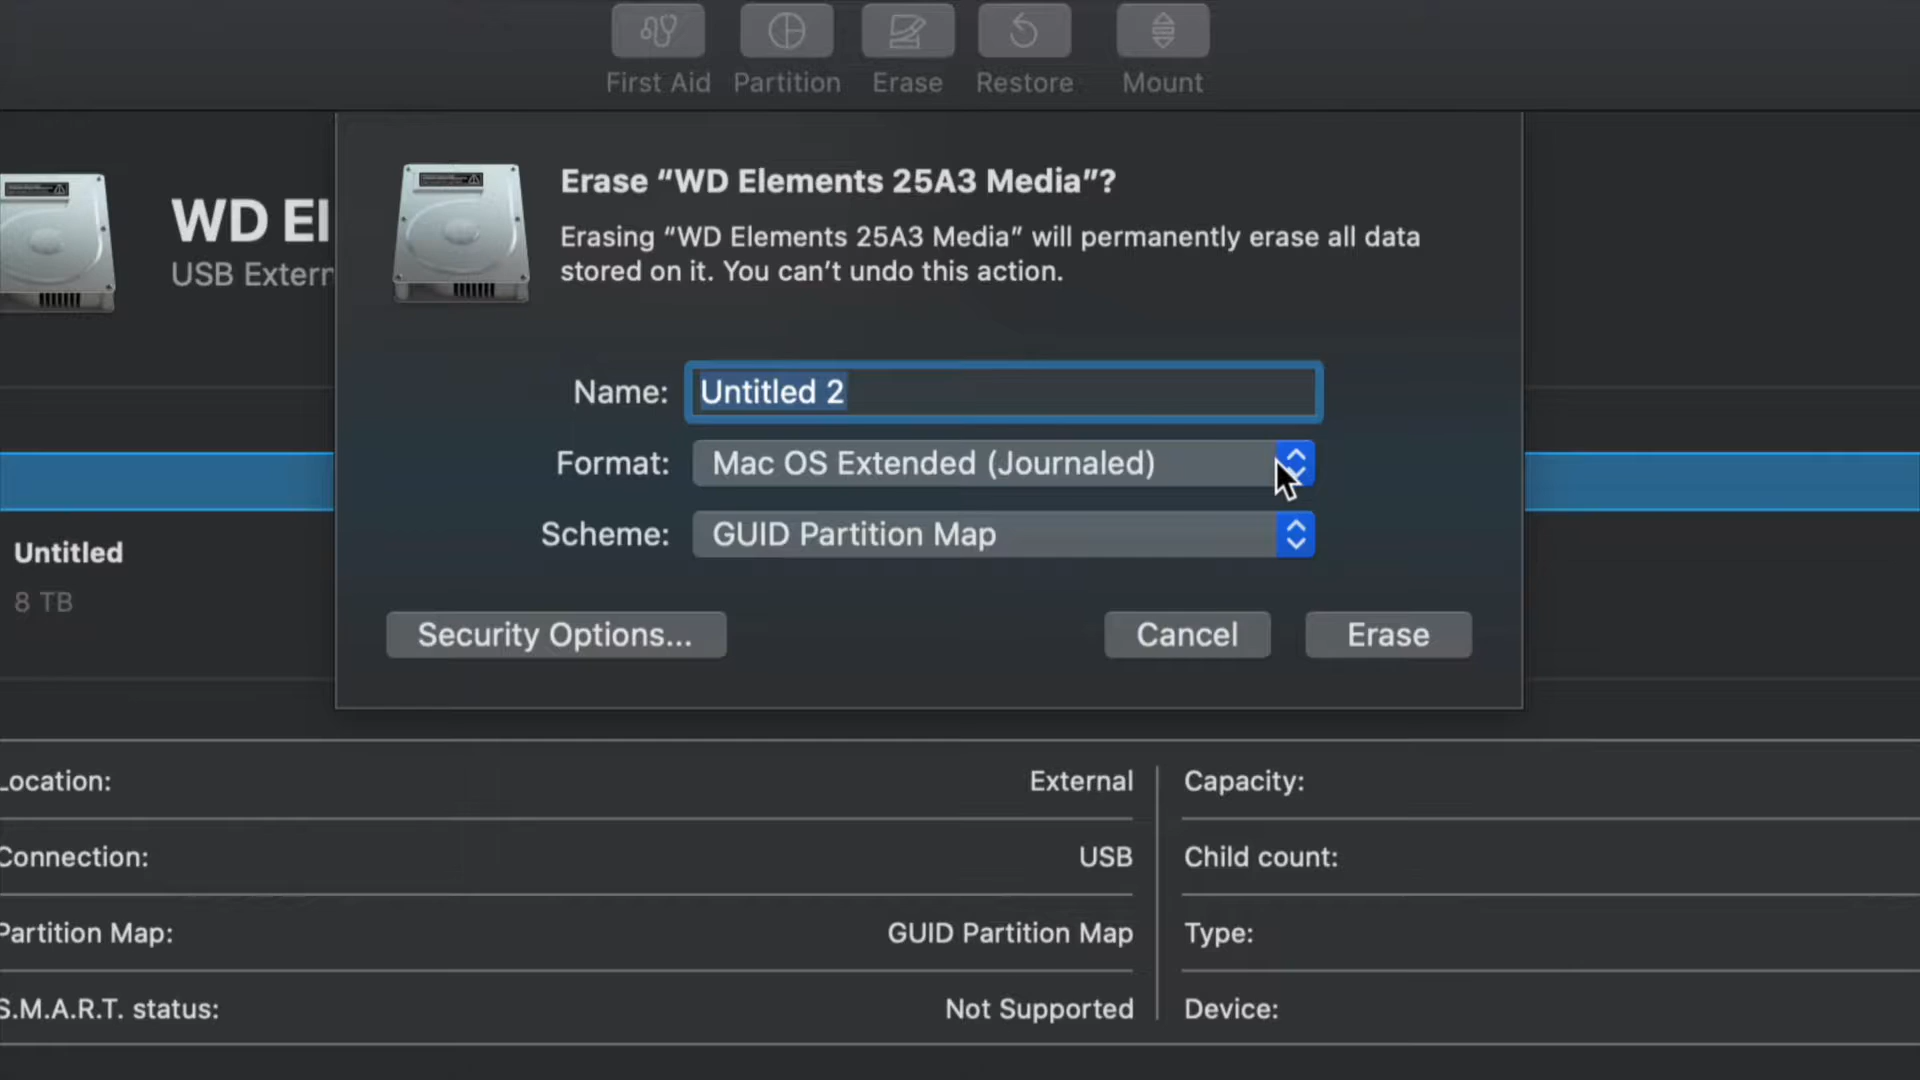 First Aid
Partition
Erase
Restore
Mount
WD El
USB Extern
Erase “WD Elements 25A3 Media”?
Erasing “WD Elements 25A3 Media” will permanently erase all data
stored on it. You can’t undo this action.
Name: Untitled 2
Format: Mac OS Extended (Journaled)
Scheme: GUID Partition Map
Untitled
8 TB
Security Options...
Cancel
Erase
Location: External
Capacity:
Connection: USB
Child count:
Partition Map: GUID Partition Map
Type:
S.M.A.R.T. status: Not Supported
Device: